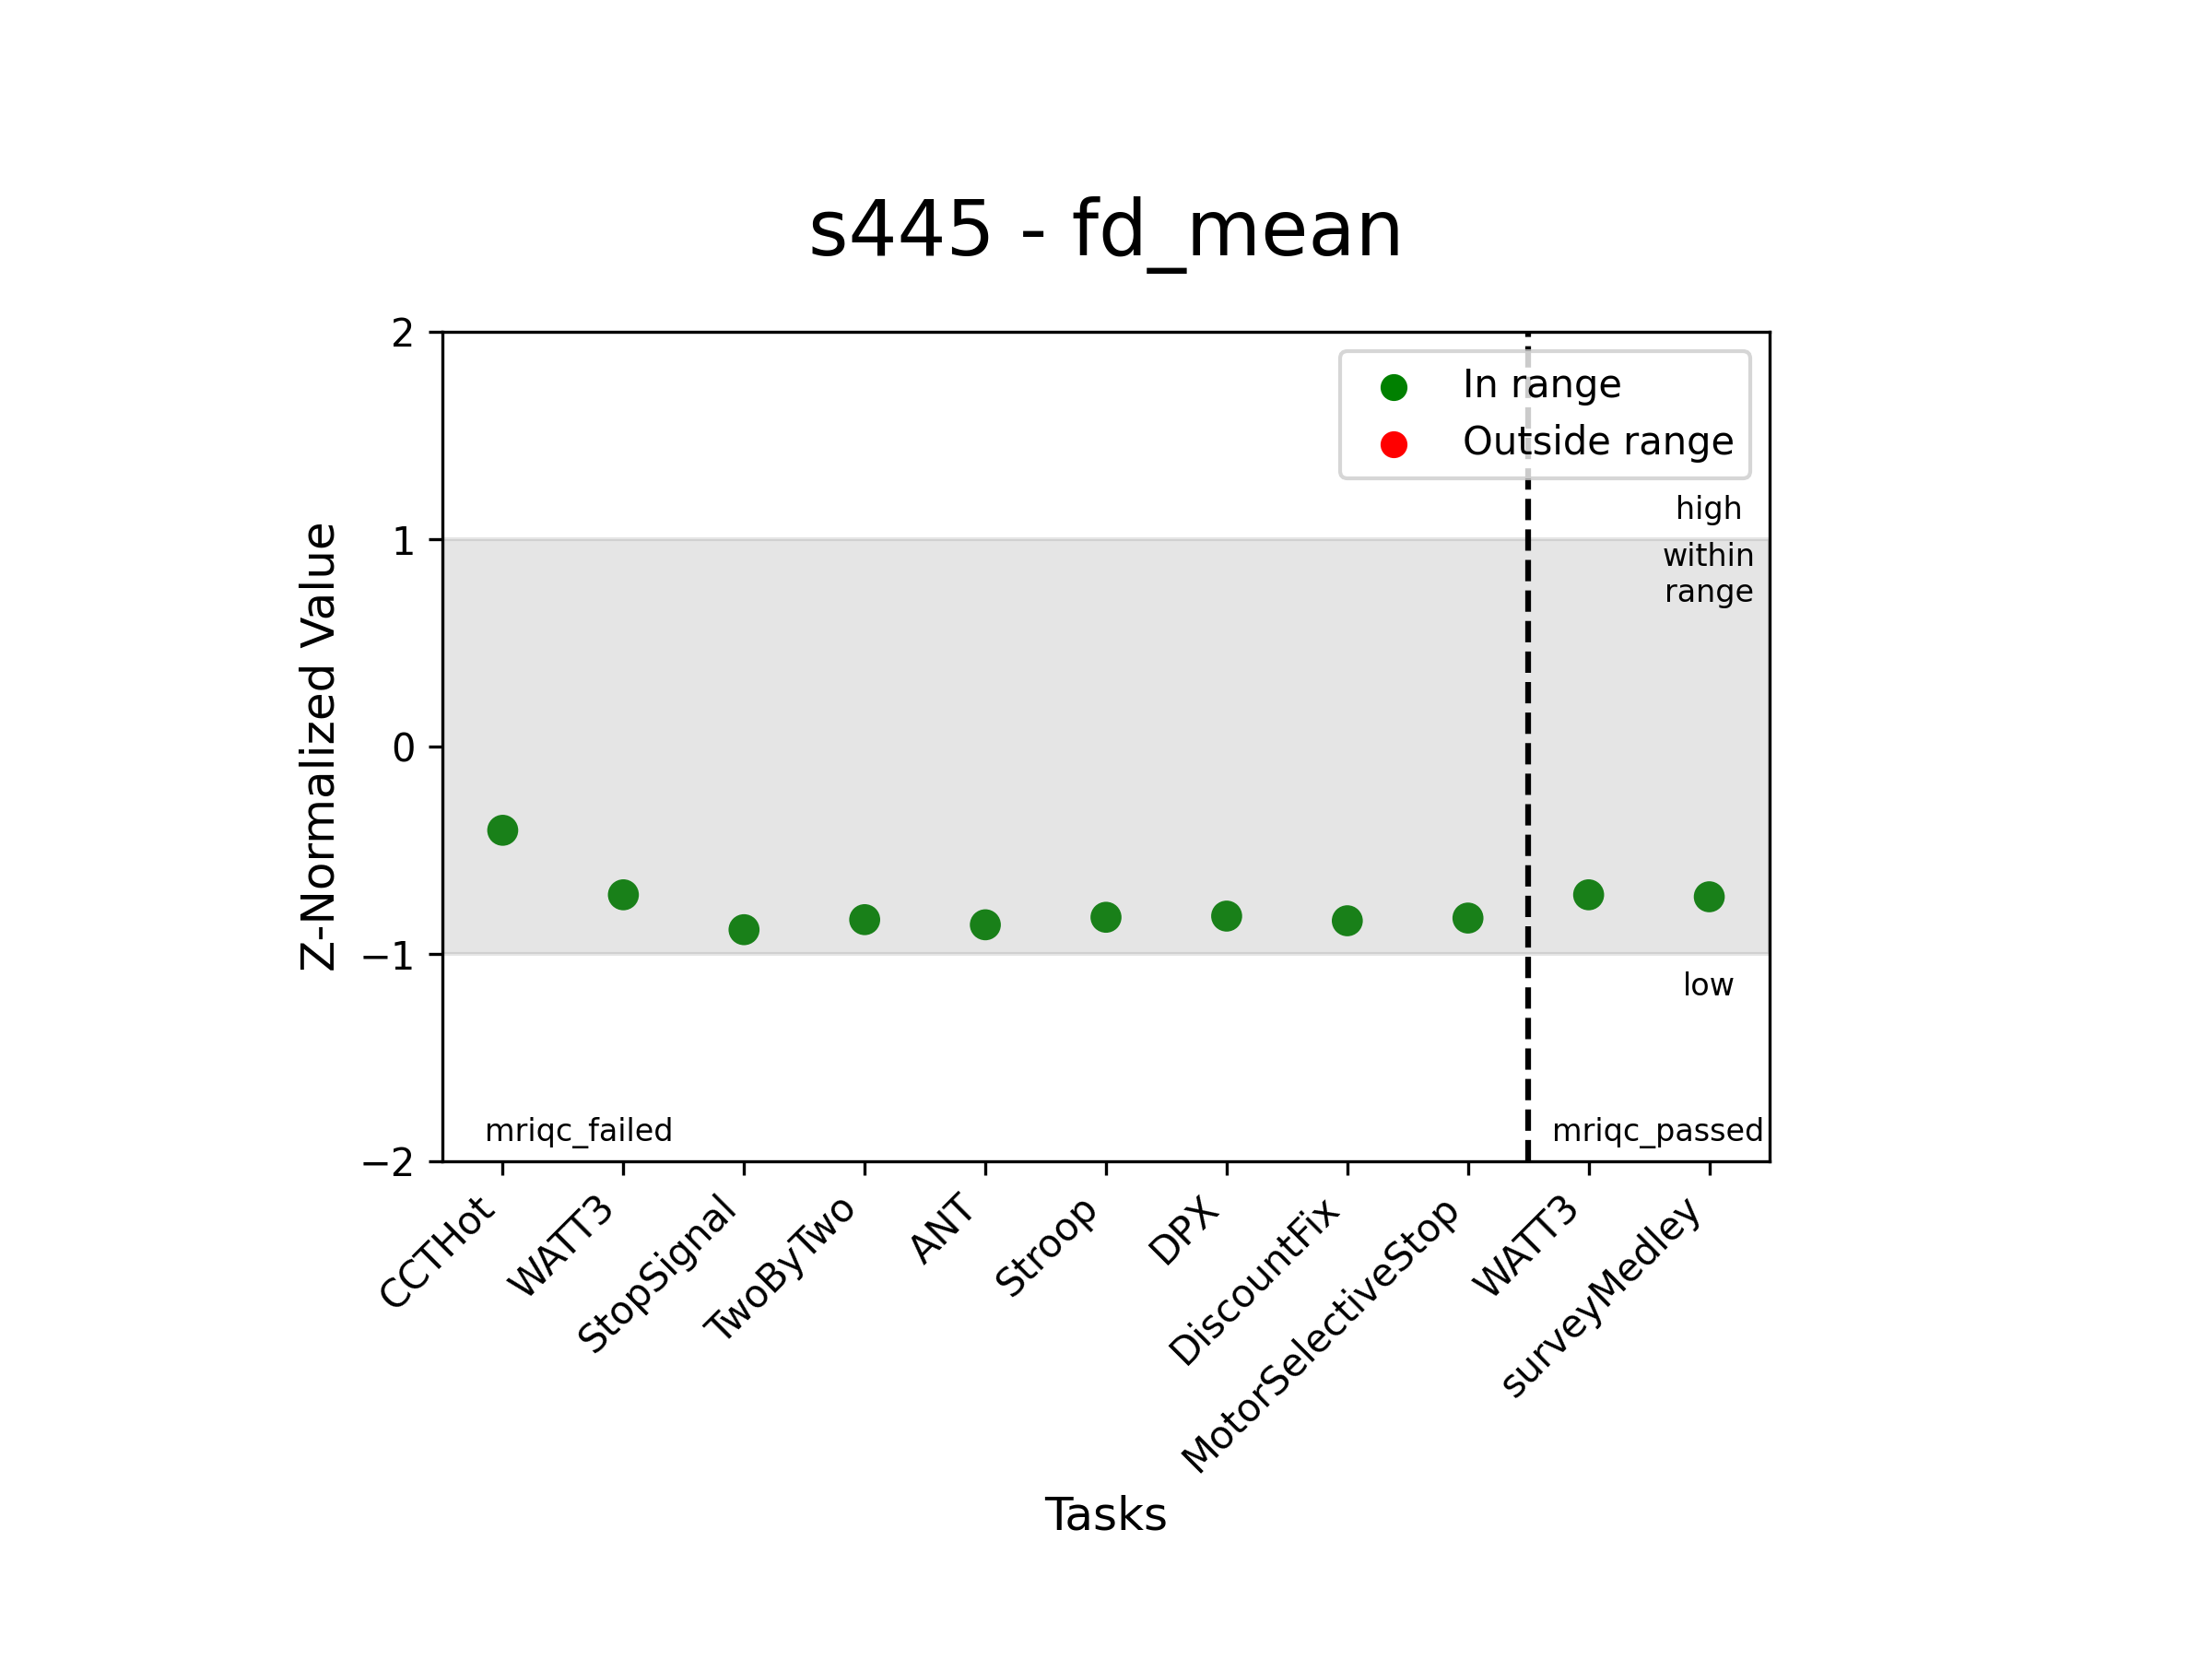 s445 - fd_mean
In range
Outside range
high
within
range
low
mriqc_failed
mriqc_passed
2
1
0
−1
−2
Z-Normalized Value
CCTHot
WATT3
StopSignal
TwoByTwo
ANT
Stroop
DPX
DiscountFix
MotorSelectiveStop
WATT3
surveyMedley
Tasks